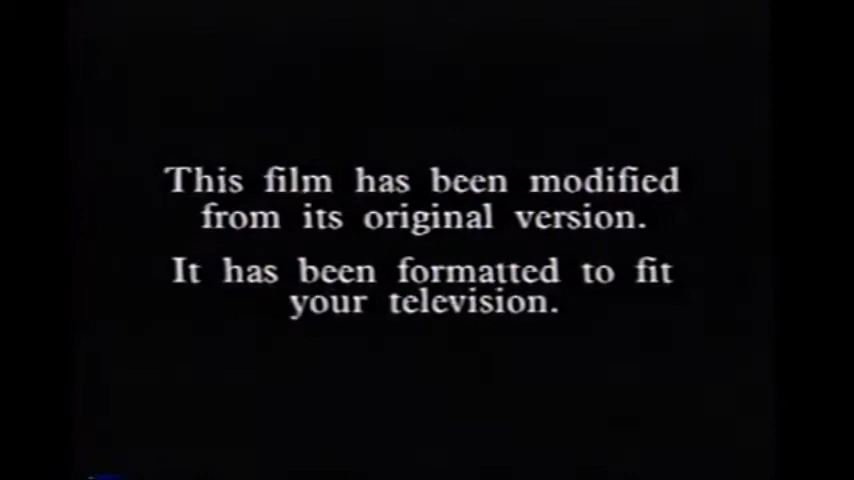 This film has been modified
from its original version.
It has been formatted to fit
your television.